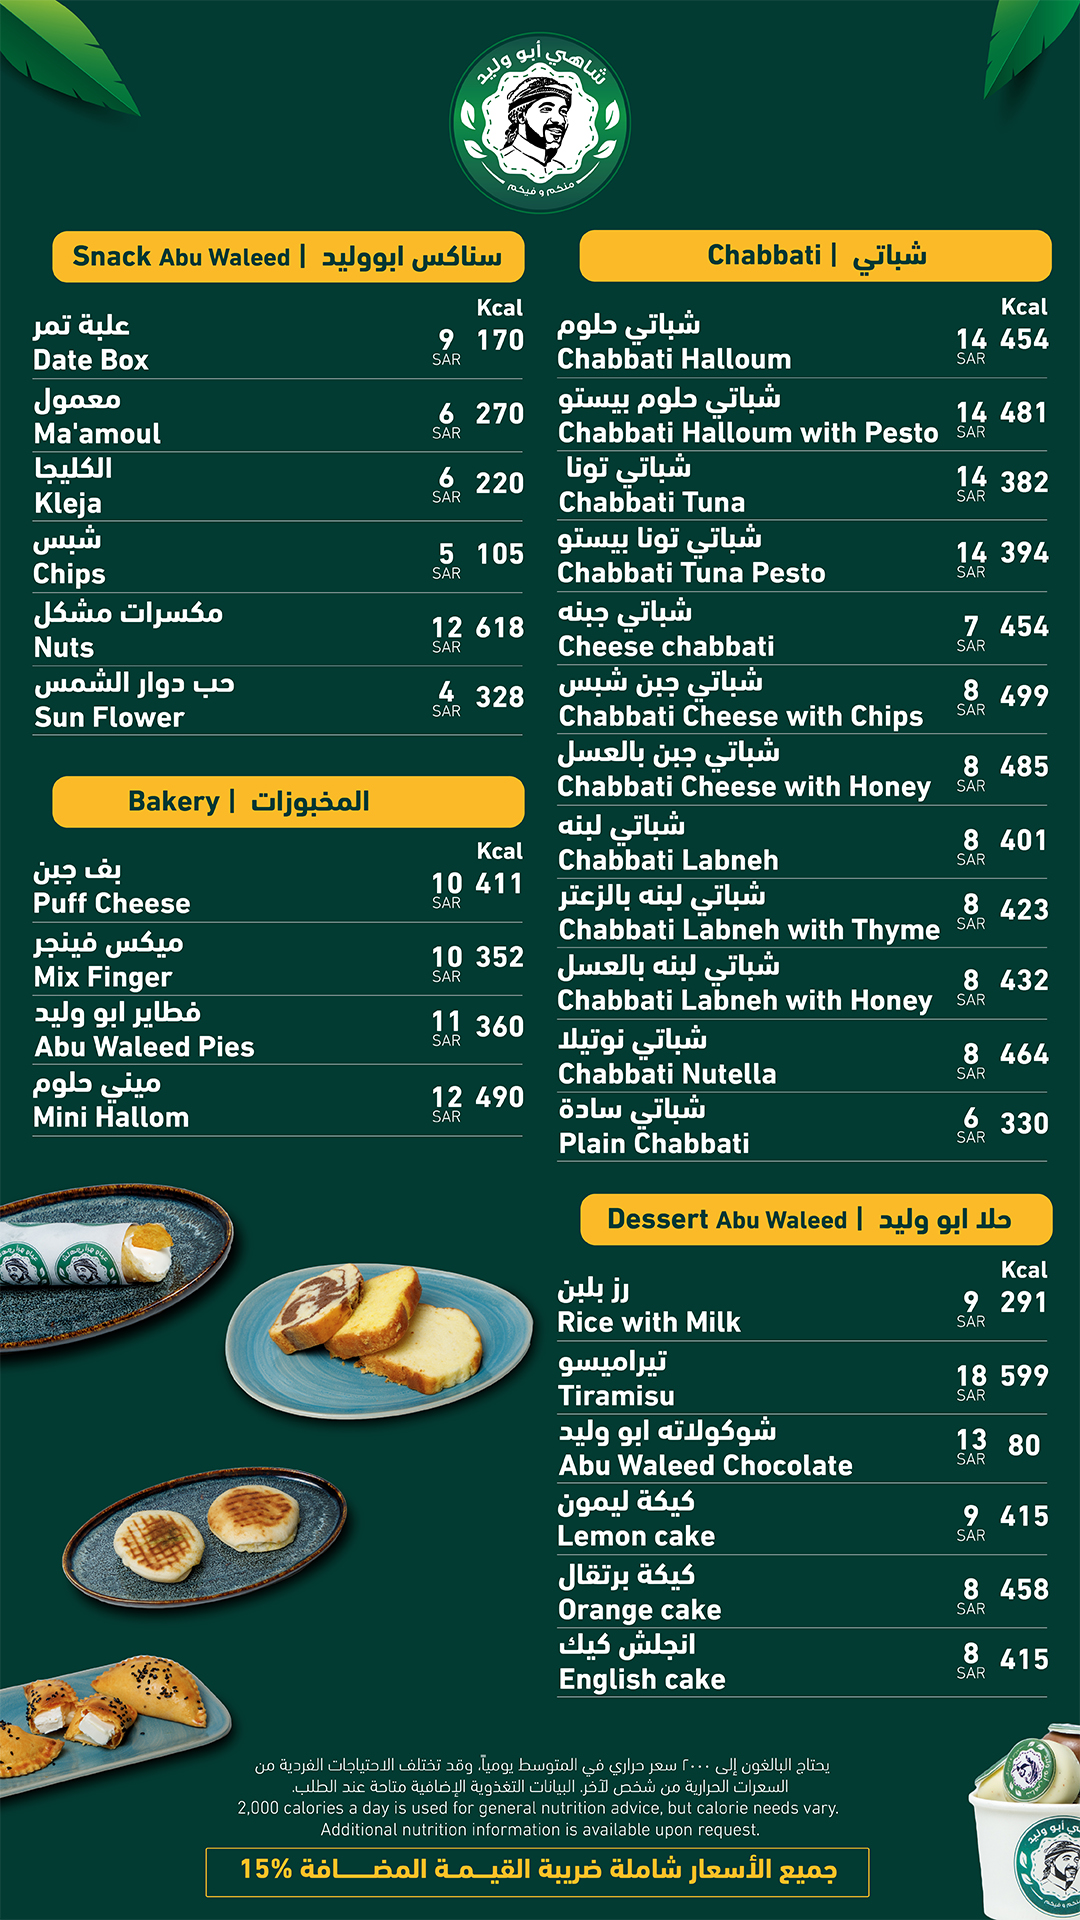 شاهي أبو وليد
منكم و فيكم
Snack Abu Waleed | سناكس ابووليد
Kcal
علبة تمر
Date Box
9 SAR 170
معمول
Ma'amoul
6 SAR 270
الكليجا
Kleja
6 SAR 220
شبس
Chips
5 SAR 105
مكسرات مشكل
Nuts
12 SAR 618
حب دوار الشمس
Sun Flower
4 SAR 328
Bakery | المخبوزات
Kcal
بف جبن
Puff Cheese
10 SAR 411
ميكس فينجر
Mix Finger
10 SAR 352
فطاير ابو وليد
Abu Waleed Pies
11 SAR 360
ميني حلوم
Mini Hallom
12 SAR 490
Chabbati | شباتي
Kcal
شباتي حلوم
Chabbati Halloum
14 SAR 454
شباتي حلوم بيستو
Chabbati Halloum with Pesto
14 SAR 481
شباتي تونا
Chabbati Tuna
14 SAR 382
شباتي تونا بيستو
Chabbati Tuna Pesto
14 SAR 394
شباتي جبنه
Cheese chabbati
7 SAR 454
شباتي جبن شبس
Chabbati Cheese with Chips
8 SAR 499
شباتي جبن بالعسل
Chabbati Cheese with Honey
8 SAR 485
شباتي لبنه
Chabbati Labneh
8 SAR 401
شباتي لبنه بالزعتر
Chabbati Labneh with Thyme
8 SAR 423
شباتي لبنه بالعسل
Chabbati Labneh with Honey
8 SAR 432
شباتي نوتيلا
Chabbati Nutella
8 SAR 464
شباتي سادة
Plain Chabbati
6 SAR 330
Dessert Abu Waleed | حلا ابو وليد
Kcal
رز بلبن
Rice with Milk
9 SAR 291
تيراميسو
Tiramisu
18 SAR 599
شوكولاته ابو وليد
Abu Waleed Chocolate
13 SAR 80
كيكة ليمون
Lemon cake
9 SAR 415
كيكة برتقال
Orange cake
8 SAR 458
انجلش كيك
English cake
8 SAR 415
يحتاج البالغون إلى ٢٠٠٠ سعر حراري في المتوسط يومياً، وقد تختلف الاحتياجات الفردية من
السعرات الحرارية من شخص لآخر. البيانات التغذوية الإضافية متاحة عند الطلب.
2,000 calories a day is used for general nutrition advice, but calorie needs vary.
Additional nutrition information is available upon request.
جميع الأسعار شاملة ضريبة القيـــمـة المضــــــافة 15%